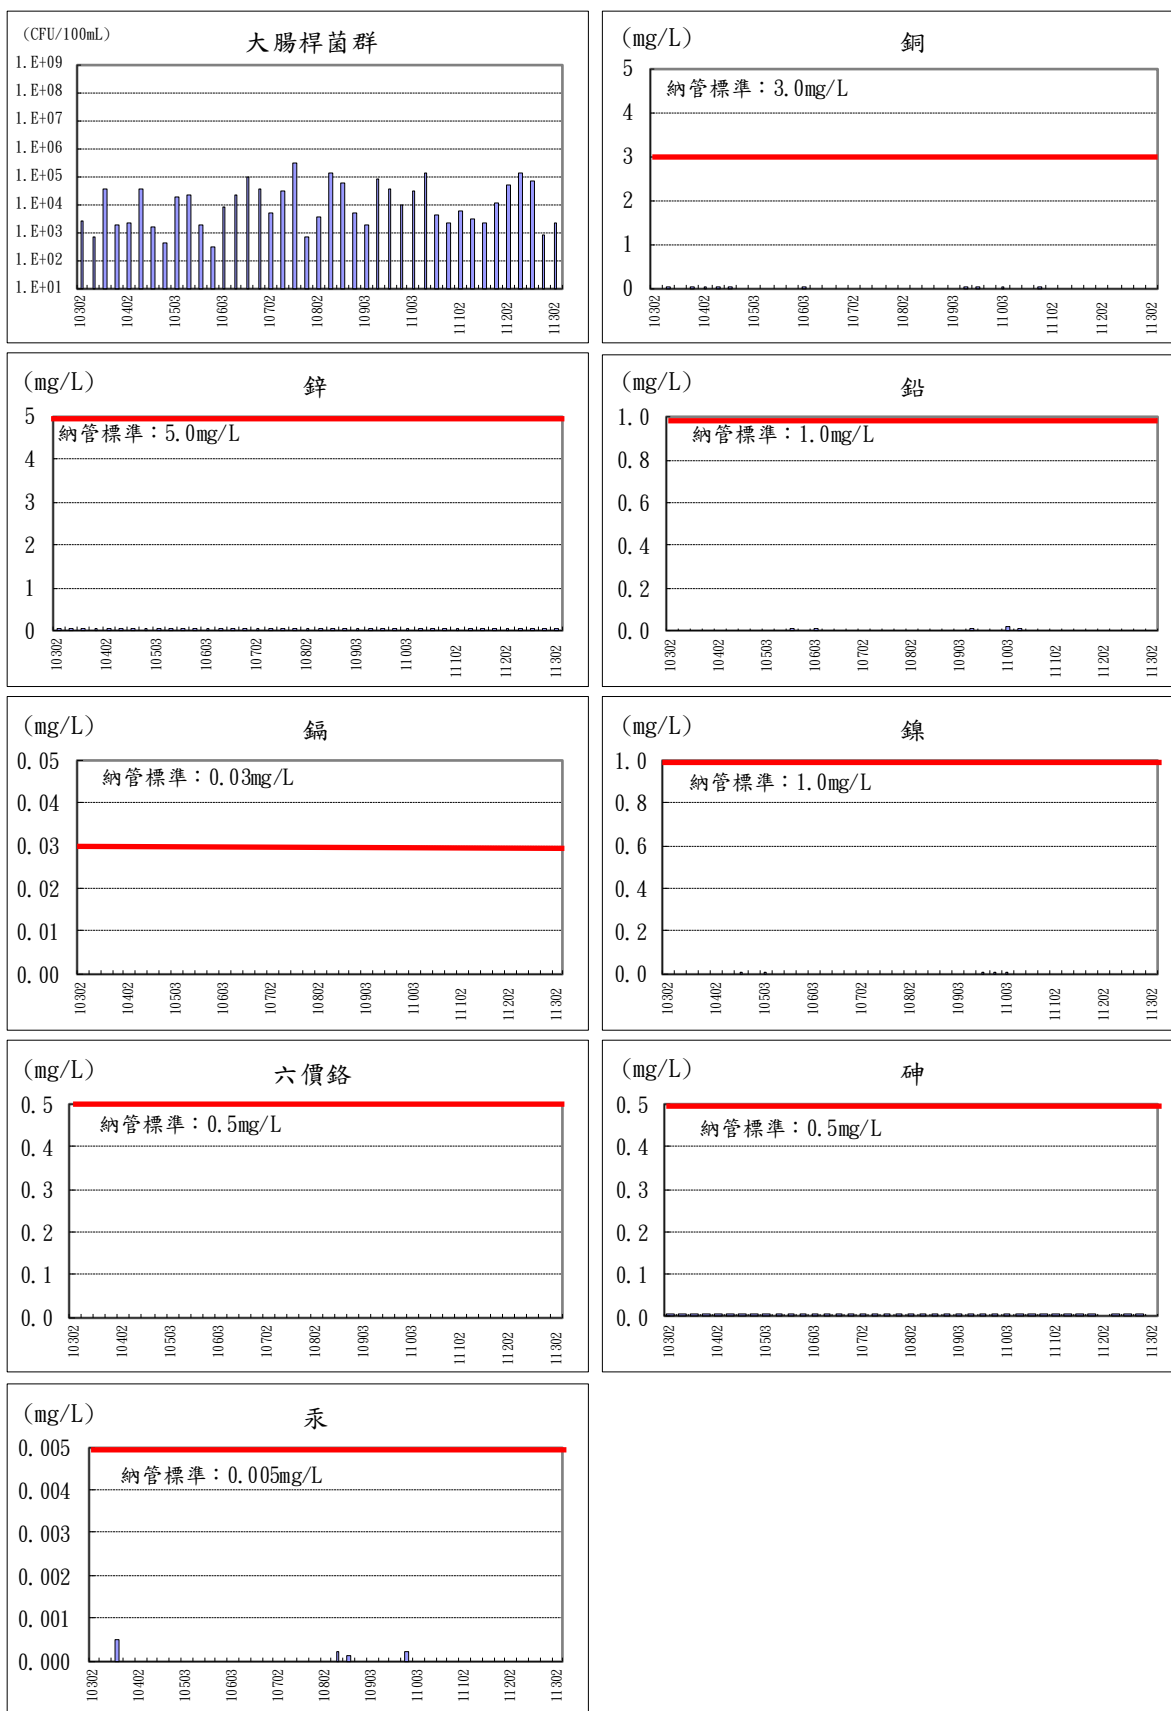 (CFU/100mL)
大腸桿菌群
1.E+09
1.E+08
1.E+07
1.E+06
1.E+05
1.E+04
1.E+03
1.E+02
1.E+01
10302 10402 10503 10603 10702 10802 10903 11003 11102 11202 11302
(mg/L)
銅
納管標準：3.0mg/L
5
4
3
2
1
0
10302 10402 10503 10603 10702 10802 10903 11003 11102 11202 11302
(mg/L)
鋅
納管標準：5.0mg/L
5
4
3
2
1
0
10302 10402 10503 10603 10702 10802 10903 11003 11102 11202 11302
(mg/L)
鉛
納管標準：1.0mg/L
1.0
0.8
0.6
0.4
0.2
0.0
10302 10402 10503 10603 10702 10802 10903 11003 11102 11202 11302
(mg/L)
鎘
納管標準：0.03mg/L
0.05
0.04
0.03
0.02
0.01
0.00
10302 10402 10503 10603 10702 10802 10903 11003 11102 11202 11302
(mg/L)
鎳
納管標準：1.0mg/L
1.0
0.8
0.6
0.4
0.2
0.0
10302 10402 10503 10603 10702 10802 10903 11003 11102 11202 11302
(mg/L)
六價鉻
納管標準：0.5mg/L
0.5
0.4
0.3
0.2
0.1
0.0
10302 10402 10503 10603 10702 10802 10903 11003 11102 11202 11302
(mg/L)
砷
納管標準：0.5mg/L
0.5
0.4
0.3
0.2
0.1
0.0
10302 10402 10503 10603 10702 10802 10903 11003 11102 11202 11302
(mg/L)
汞
納管標準：0.005mg/L
0.005
0.004
0.003
0.002
0.001
0.000
10302 10402 10503 10603 10702 10802 10903 11003 11102 11202 11302